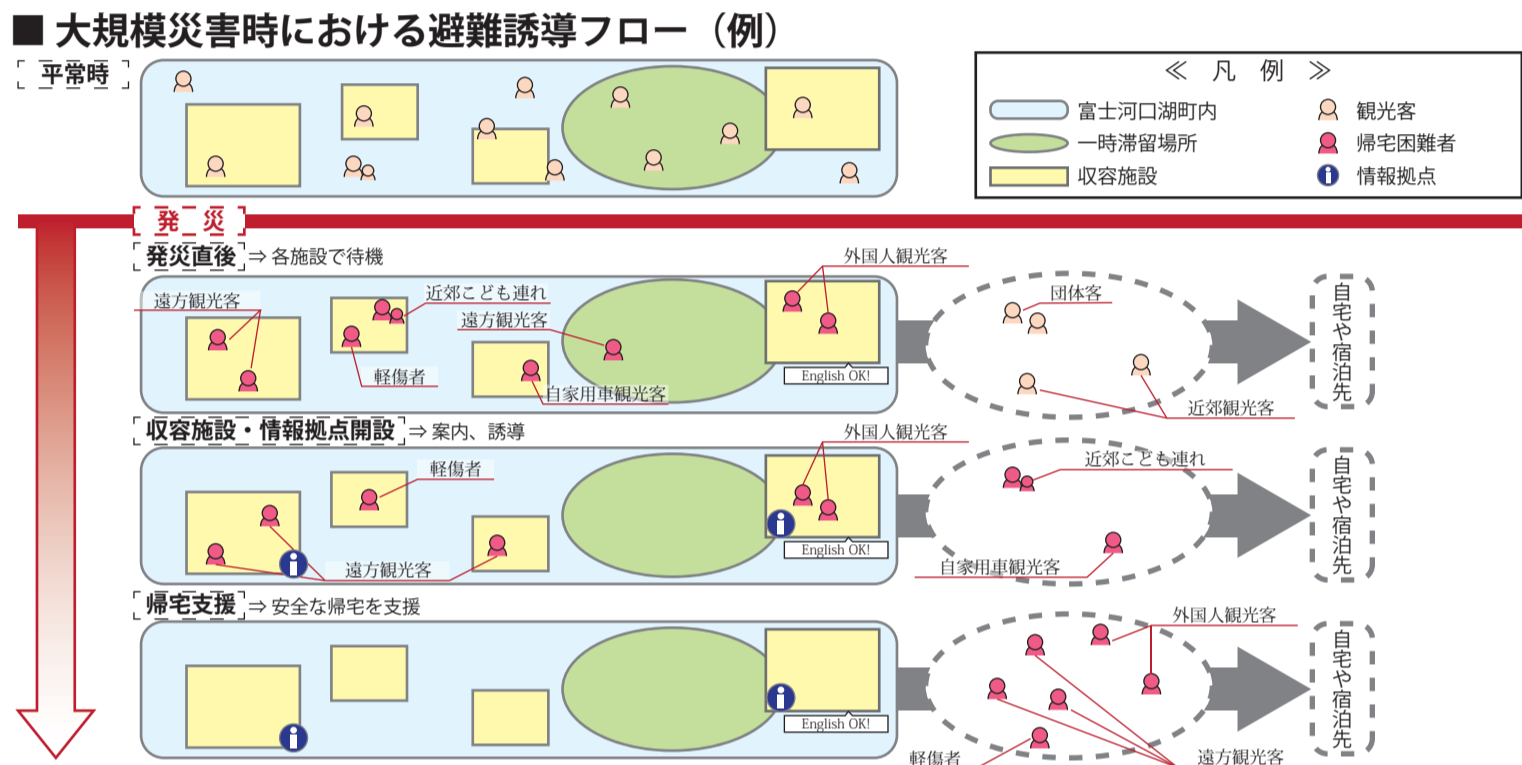 ■ 大規模災害時における避難誘導フロー（例）
平常時
≪ 凡 例 ≫
富士河口湖町内
観光客
一時滞留場所
帰宅困難者
収容施設
情報拠点
発 災
発災直後 ⇒ 各施設で待機
外国人観光客
遠方観光客
近郊こども連れ
遠方観光客
団体客
軽傷者
English OK!
自家用車観光客
近郊観光客
自宅や宿泊先
収容施設・情報拠点開設 ⇒ 案内、誘導
外国人観光客
軽傷者
近郊こども連れ
English OK!
遠方観光客
自家用車観光客
自宅や宿泊先
帰宅支援 ⇒ 安全な帰宅を支援
外国人観光客
English OK!
軽傷者
遠方観光客
自宅や宿泊先